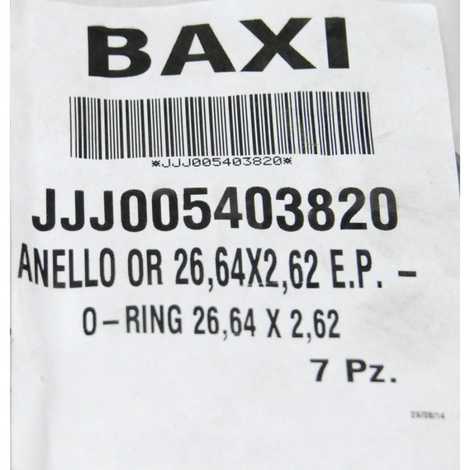 BAXI
*JJJ005403820*
JJJ005403820
ANELLO OR 26,64X2,62 E.P. –
O–RING 26,64 X 2,62
7 Pz.